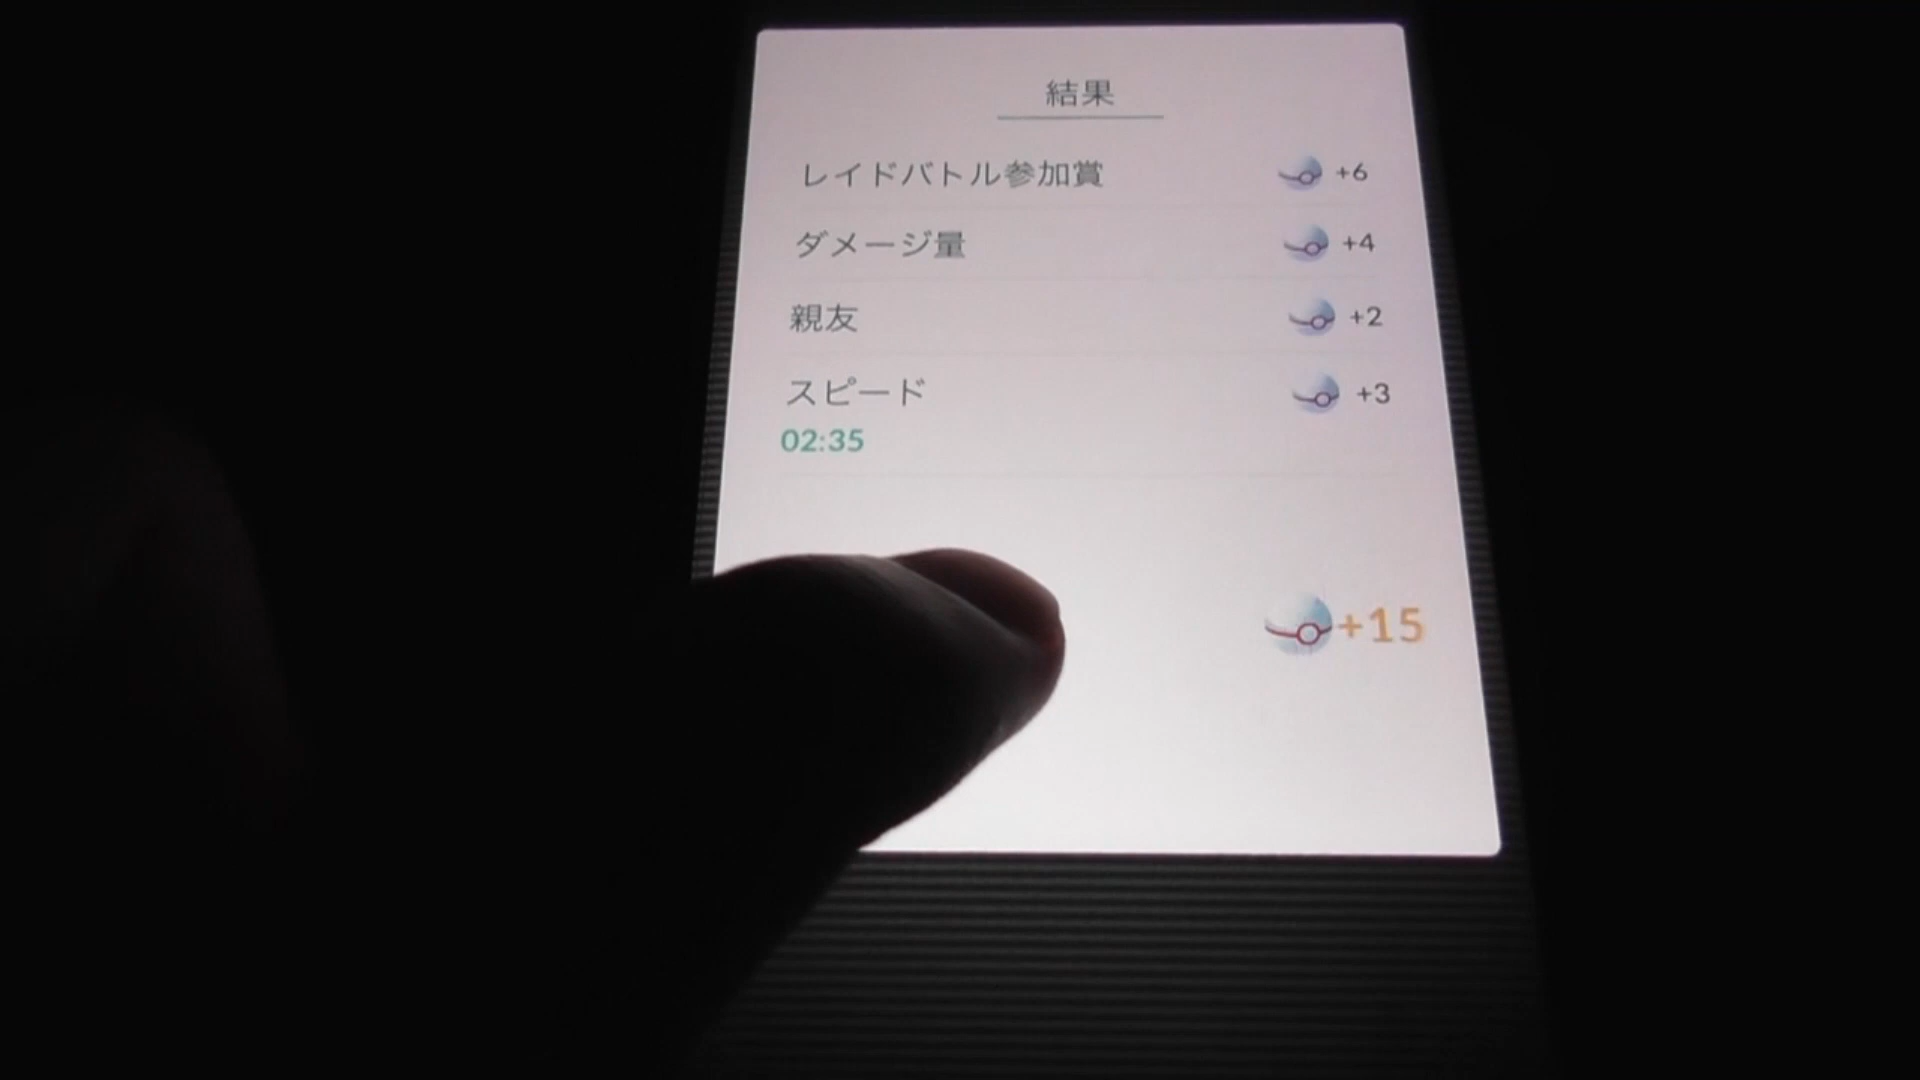 結果
レイドバトル参加賞 +6
ダメージ量 +4
親友 +2
スピード +3
02:35
+15